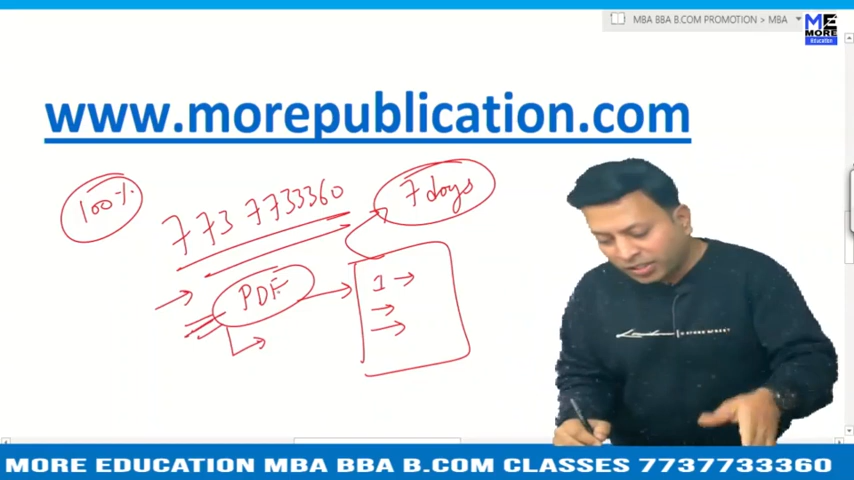 MBA BBA B.COM PROMOTION > MBA
ME
MORE
Education
www.morepublication.com
100%
773 7733360
7 days
PDF
1 →
→
→
MORE EDUCATION MBA BBA B.COM CLASSES 7737733360